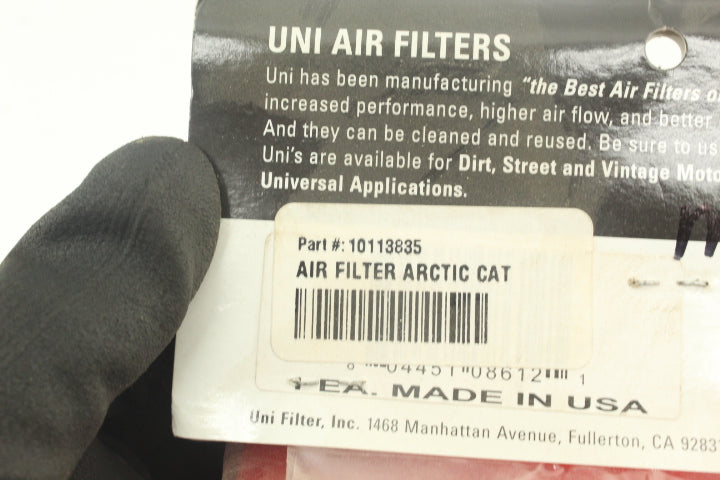 UNI AIR FILTERS
Uni has been manufacturing "the Best Air Filters
increased performance, higher air flow, and better
And they can be cleaned and reused. Be sure to
Uni's are available for Dirt, Street and Vintage
Universal Applications.
Part #: 10113835
AIR FILTER ARCTIC CAT
04451 08612 1
1 EA. MADE IN USA
Uni Filter, Inc. 1468 Manhattan Avenue, Fullerton, CA